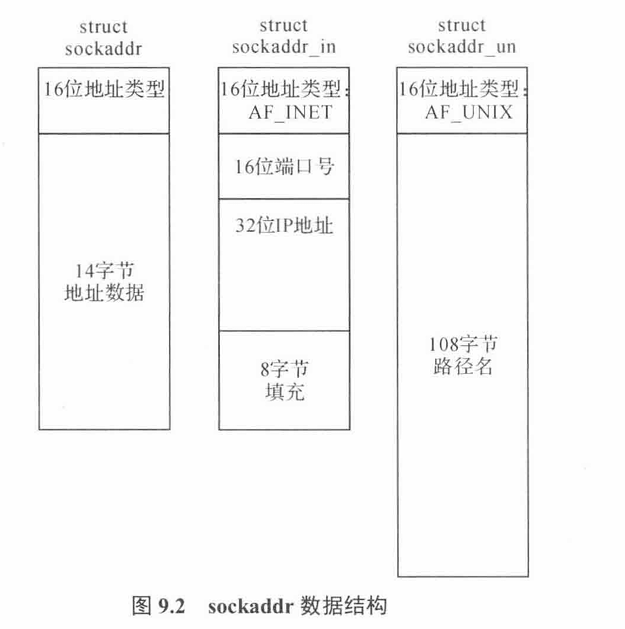 struct
sockaddr
16位地址类型
14字节
地址数据
struct
sockaddr_in
16位地址类型:
AF_INET
16位端口号
32位IP地址
8字节
填充
struct
sockaddr_un
16位地址类型:
AF_UNIX
108字节
路径名
图 9.2 sockaddr 数据结构